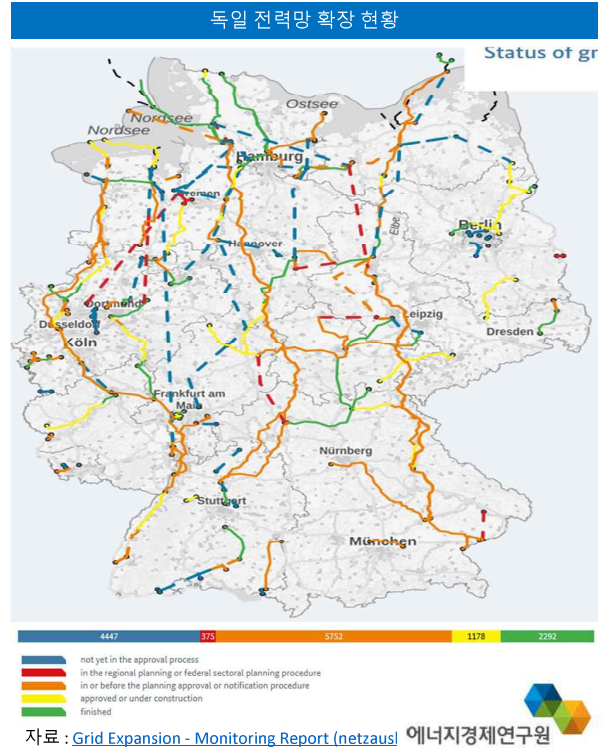 독일 전력망 확장 현황
Status of gr
Ostsee
Nordsee
Nordsee
Hamburg
Bremen
Elbe
Berlin
Hannover
Dortmund
Leipzig
Düsseldorf
Dresden
Köln
Frankfurt am
Main
Nürnberg
Stuttgart
München
4447 375 5752 1178 2292
not yet in the approval process
in the regional planning or federal sectoral planning procedure
in or before the planning approval or notification procedure
approved or under construction
finished
자료 : Grid Expansion - Monitoring Report (netzausl
에너지경제연구원